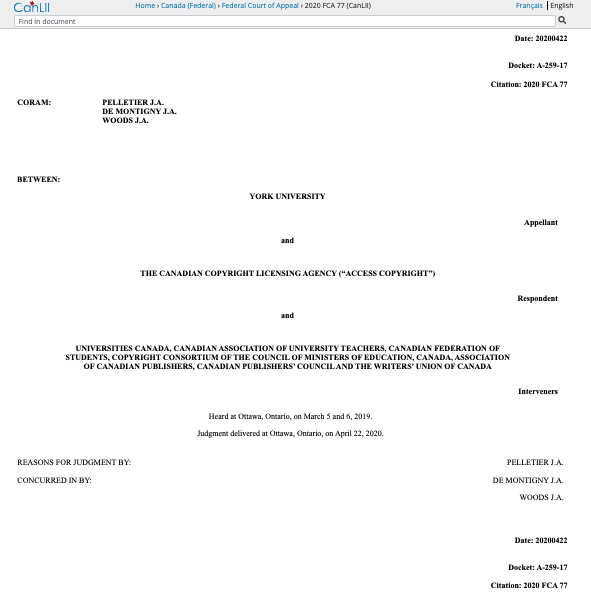 CanLII
Home › Canada (Federal) › Federal Court of Appeal › 2020 FCA 77 (CanLII)
Français | English
Find in document
Date: 20200422
Docket: A-259-17
Citation: 2020 FCA 77
CORAM: PELLETIER J.A.
DE MONTIGNY J.A.
WOODS J.A.
BETWEEN:
YORK UNIVERSITY
Appellant
and
THE CANADIAN COPYRIGHT LICENSING AGENCY (“ACCESS COPYRIGHT”)
Respondent
and
UNIVERSITIES CANADA, CANADIAN ASSOCIATION OF UNIVERSITY TEACHERS, CANADIAN FEDERATION OF
STUDENTS, COPYRIGHT CONSORTIUM OF THE COUNCIL OF MINISTERS OF EDUCATION, CANADA, ASSOCIATION
OF CANADIAN PUBLISHERS, CANADIAN PUBLISHERS’ COUNCIL AND THE WRITERS’ UNION OF CANADA
Interveners
Heard at Ottawa, Ontario, on March 5 and 6, 2019.
Judgment delivered at Ottawa, Ontario, on April 22, 2020.
REASONS FOR JUDGMENT BY: PELLETIER J.A.
CONCURRED IN BY: DE MONTIGNY J.A.
WOODS J.A.
Date: 20200422
Docket: A-259-17
Citation: 2020 FCA 77